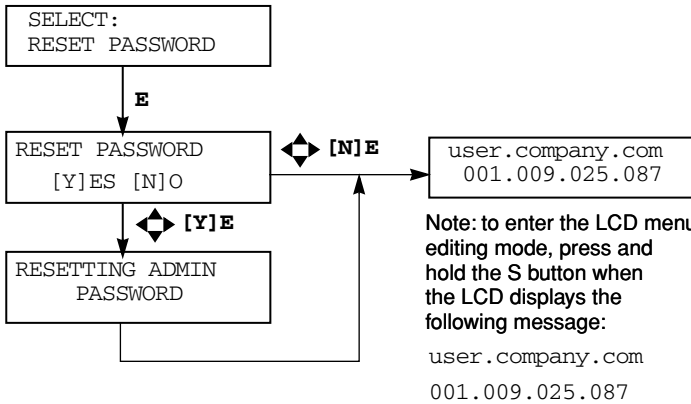 SELECT:
RESET PASSWORD
E
RESET PASSWORD
[Y]ES [N]O
[N]E
user.company.com
001.009.025.087
[Y]E
RESETTING ADMIN
PASSWORD
Note: to enter the LCD menu
editing mode, press and
hold the S button when
the LCD displays the
following message:
user.company.com
001.009.025.087